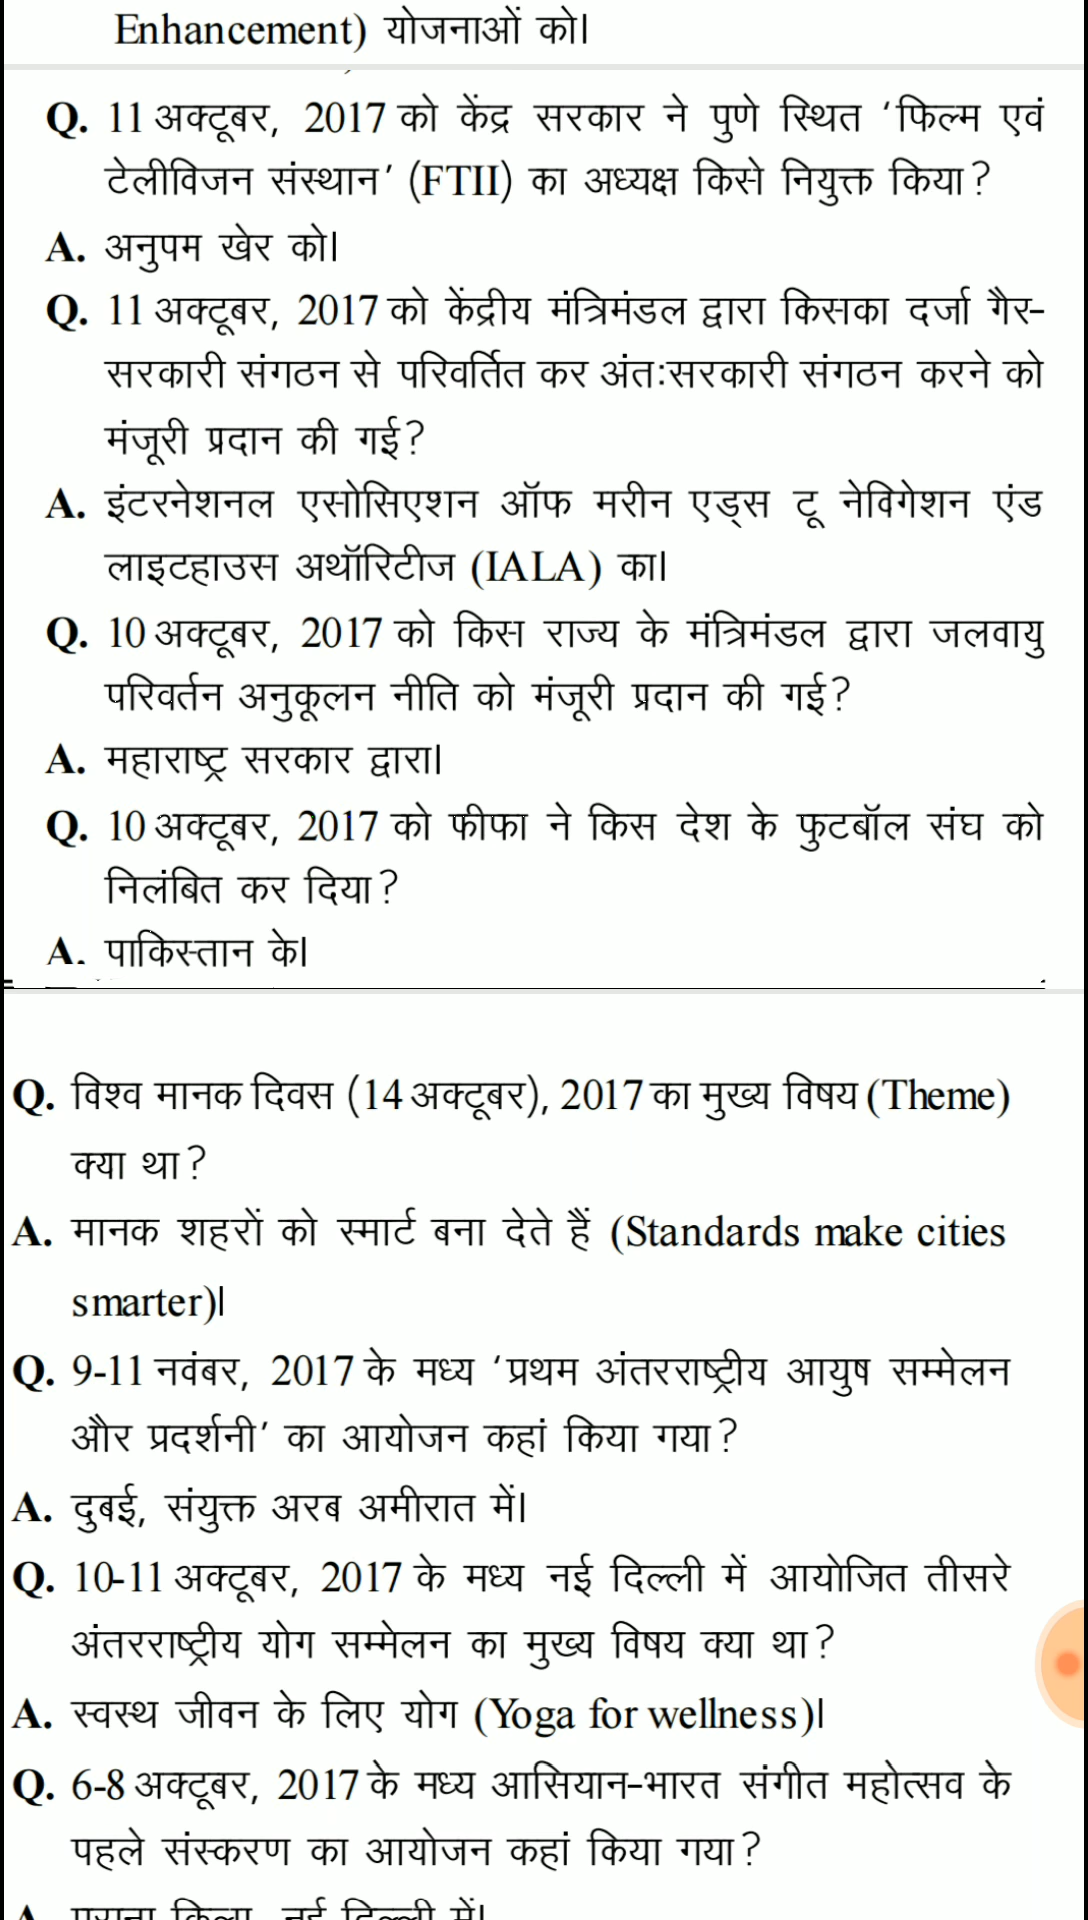 Enhancement) योजनाओं को।
Q. 11 अक्टूबर, 2017 को केंद्र सरकार ने पुणे स्थित ‘फिल्म एवं
टेलीविजन संस्थान’ (FTII) का अध्यक्ष किसे नियुक्त किया?
A. अनुपम खेर को।
Q. 11 अक्टूबर, 2017 को केंद्रीय मंत्रिमंडल द्वारा किसका दर्जा गैर-
सरकारी संगठन से परिवर्तित कर अंतःसरकारी संगठन करने को
मंजूरी प्रदान की गई?
A. इंटरनेशनल एसोसिएशन ऑफ मरीन एड्स टू नेविगेशन एंड
लाइटहाउस अथॉरिटीज (IALA) का।
Q. 10 अक्टूबर, 2017 को किस राज्य के मंत्रिमंडल द्वारा जलवायु
परिवर्तन अनुकूलन नीति को मंजूरी प्रदान की गई?
A. महाराष्ट्र सरकार द्वारा।
Q. 10 अक्टूबर, 2017 को फीफा ने किस देश के फुटबॉल संघ को
निलंबित कर दिया?
A. पाकिस्तान के।
Q. विश्व मानक दिवस (14 अक्टूबर), 2017 का मुख्य विषय (Theme)
क्या था?
A. मानक शहरों को स्मार्ट बना देते हैं (Standards make cities
smarter)।
Q. 9-11 नवंबर, 2017 के मध्य ‘प्रथम अंतरराष्ट्रीय आयुष सम्मेलन
और प्रदर्शनी’ का आयोजन कहां किया गया?
A. दुबई, संयुक्त अरब अमीरात में।
Q. 10-11 अक्टूबर, 2017 के मध्य नई दिल्ली में आयोजित तीसरे
अंतरराष्ट्रीय योग सम्मेलन का मुख्य विषय क्या था?
A. स्वस्थ जीवन के लिए योग (Yoga for wellness)।
Q. 6-8 अक्टूबर, 2017 के मध्य आसियान-भारत संगीत महोत्सव के
पहले संस्करण का आयोजन कहां किया गया?
A. पुराना किला, नई दिल्ली में।